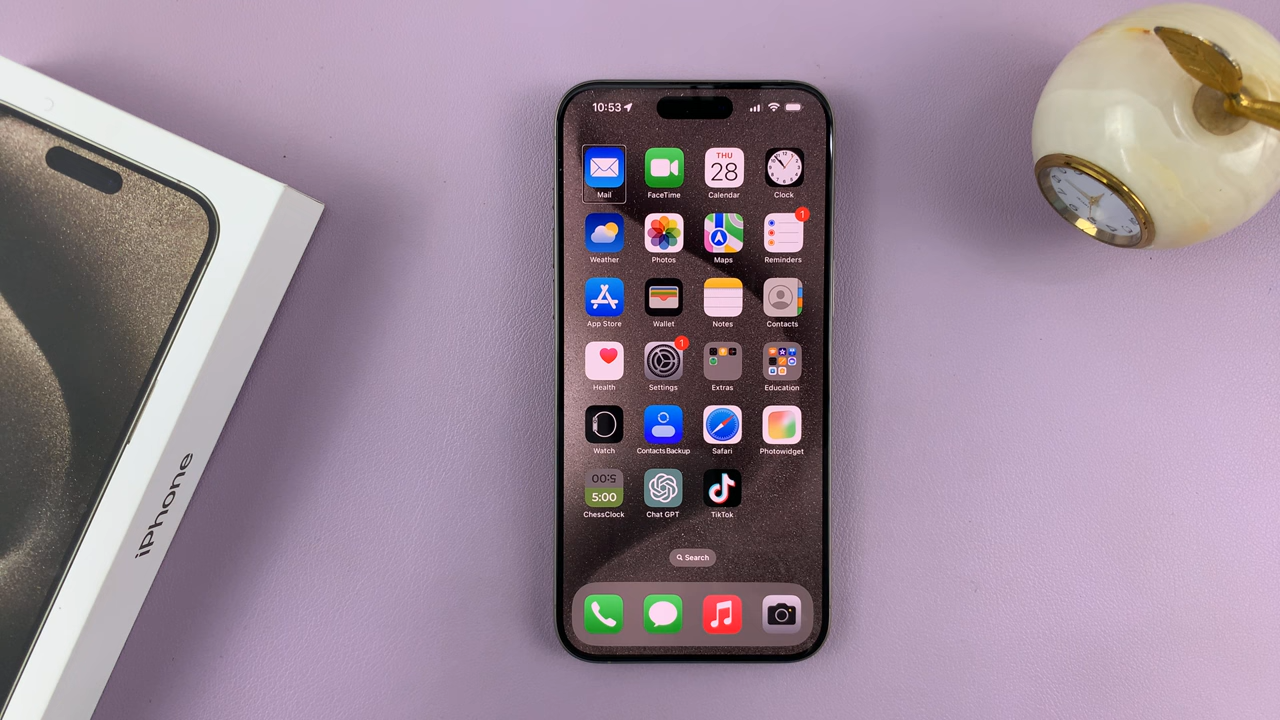 iPhone
10:53
Mail
FaceTime
THU
28
Calendar
Clock
Weather
Photos
Maps
1
Reminders
App Store
Wallet
Notes
Contacts
Health
1
Settings
Extras
Education
Watch
Contacts Backup
Safari
Photowidget
5:00
5:00
ChessClock
Chat GPT
TikTok
Search